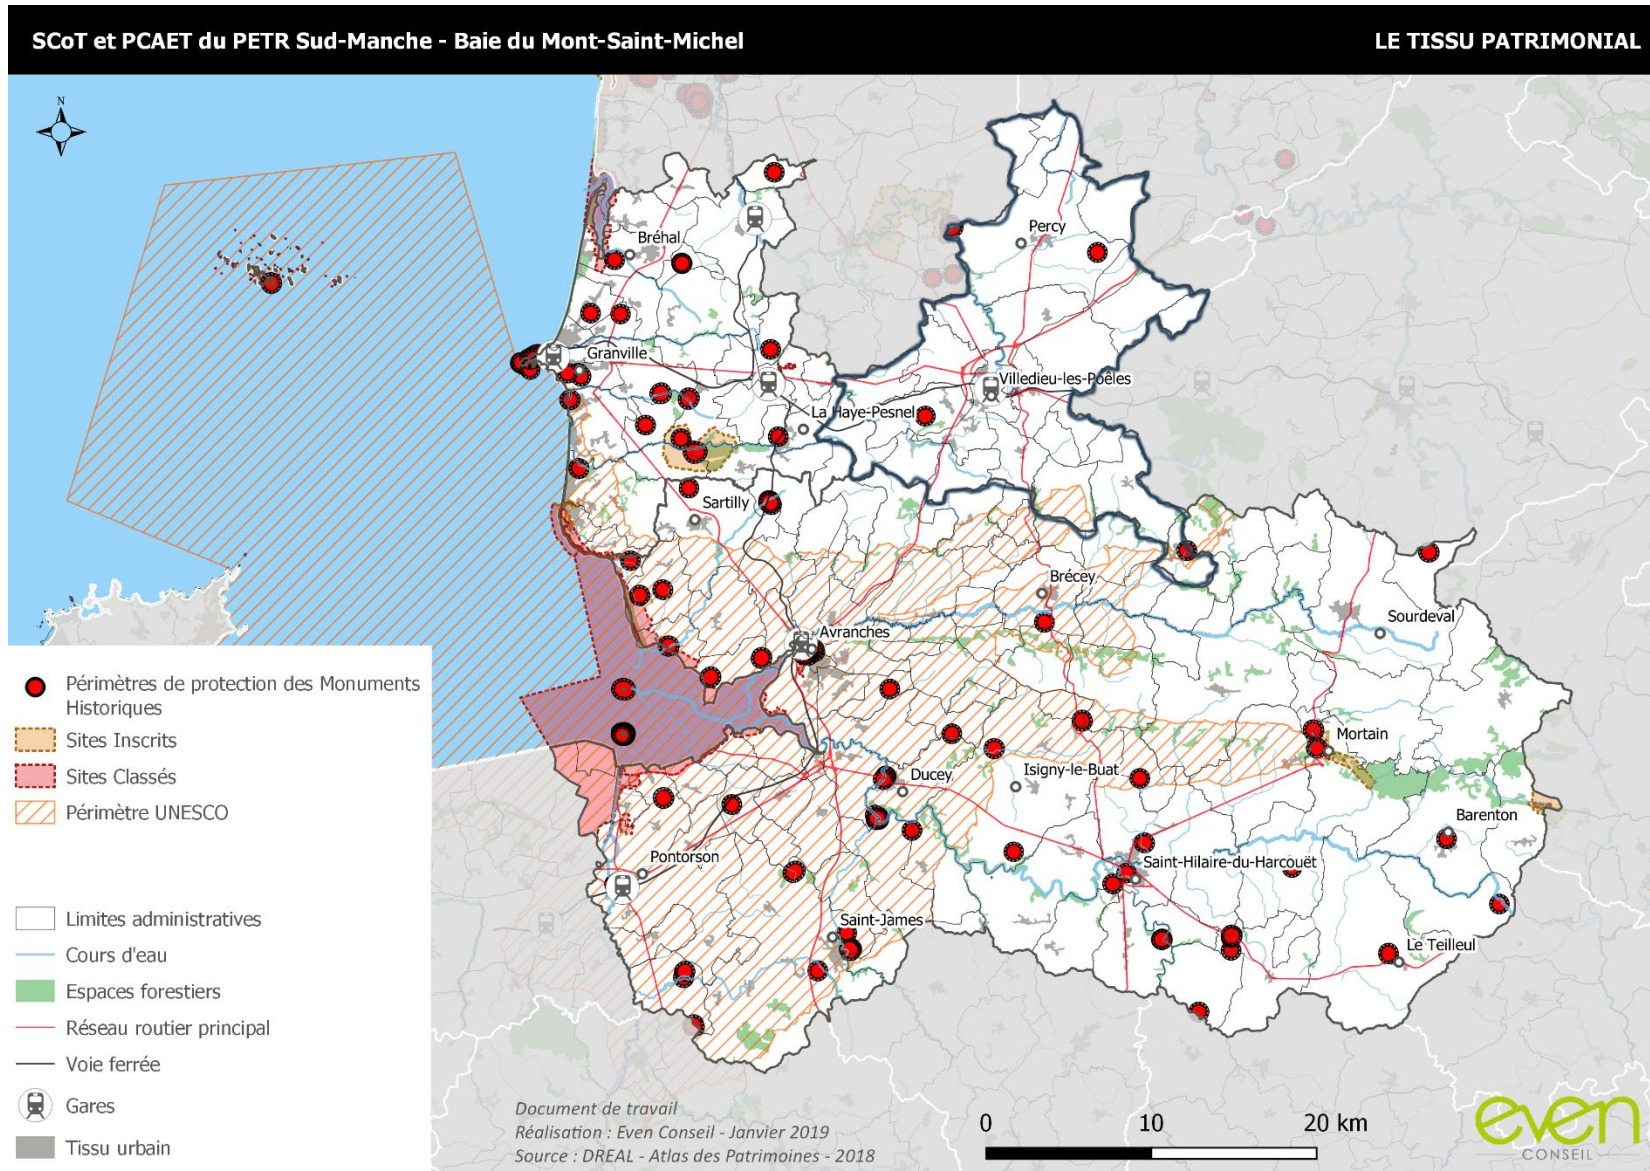 SCoT et PCAET du PETR Sud-Manche - Baie du Mont-Saint-Michel
LE TISSU PATRIMONIAL
N
Percy
Bréhal
Granville
Villedieu-les-Poêles
La Haye-Pesnel
Sartilly
Brécey
Sourdeval
Avranches
Mortain
Isigny-le-Buat
Ducey
Barenton
Pontorson
Saint-Hilaire-du-Harcouët
Saint-James
Le Teilleul
Périmètres de protection des Monuments
Historiques
Sites Inscrits
Sites Classés
Périmètre UNESCO
Limites administratives
Cours d'eau
Espaces forestiers
Réseau routier principal
Voie ferrée
Gares
Tissu urbain
Document de travail
Réalisation : Even Conseil - Janvier 2019
Source : DREAL - Atlas des Patrimoines - 2018
0 10 20 km
even
CONSEIL